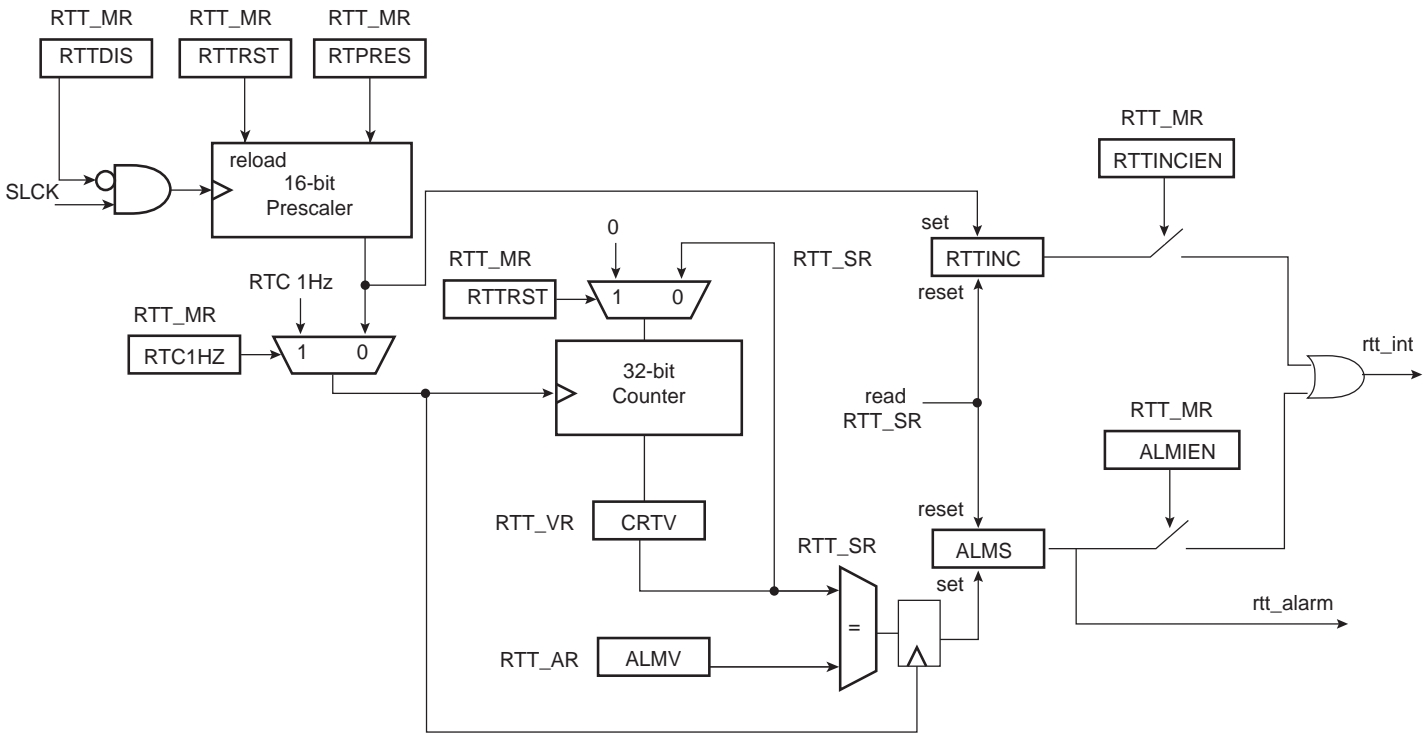 RTT_MR
RTTDIS
RTT_MR
RTTRST
RTT_MR
RTPRES
reload
16-bit
Prescaler
SLCK
RTT_MR
RTTINCIEN
0
RTT_MR
RTTRST
1 0
RTT_SR
set
RTTINC
reset
RTC 1Hz
RTT_MR
RTC1HZ
1 0
32-bit
Counter
rtt_int
read
RTT_SR
RTT_MR
ALMIEN
RTT_VR
CRTV
reset
RTT_SR
ALMS
set
=
rtt_alarm
RTT_AR
ALMV